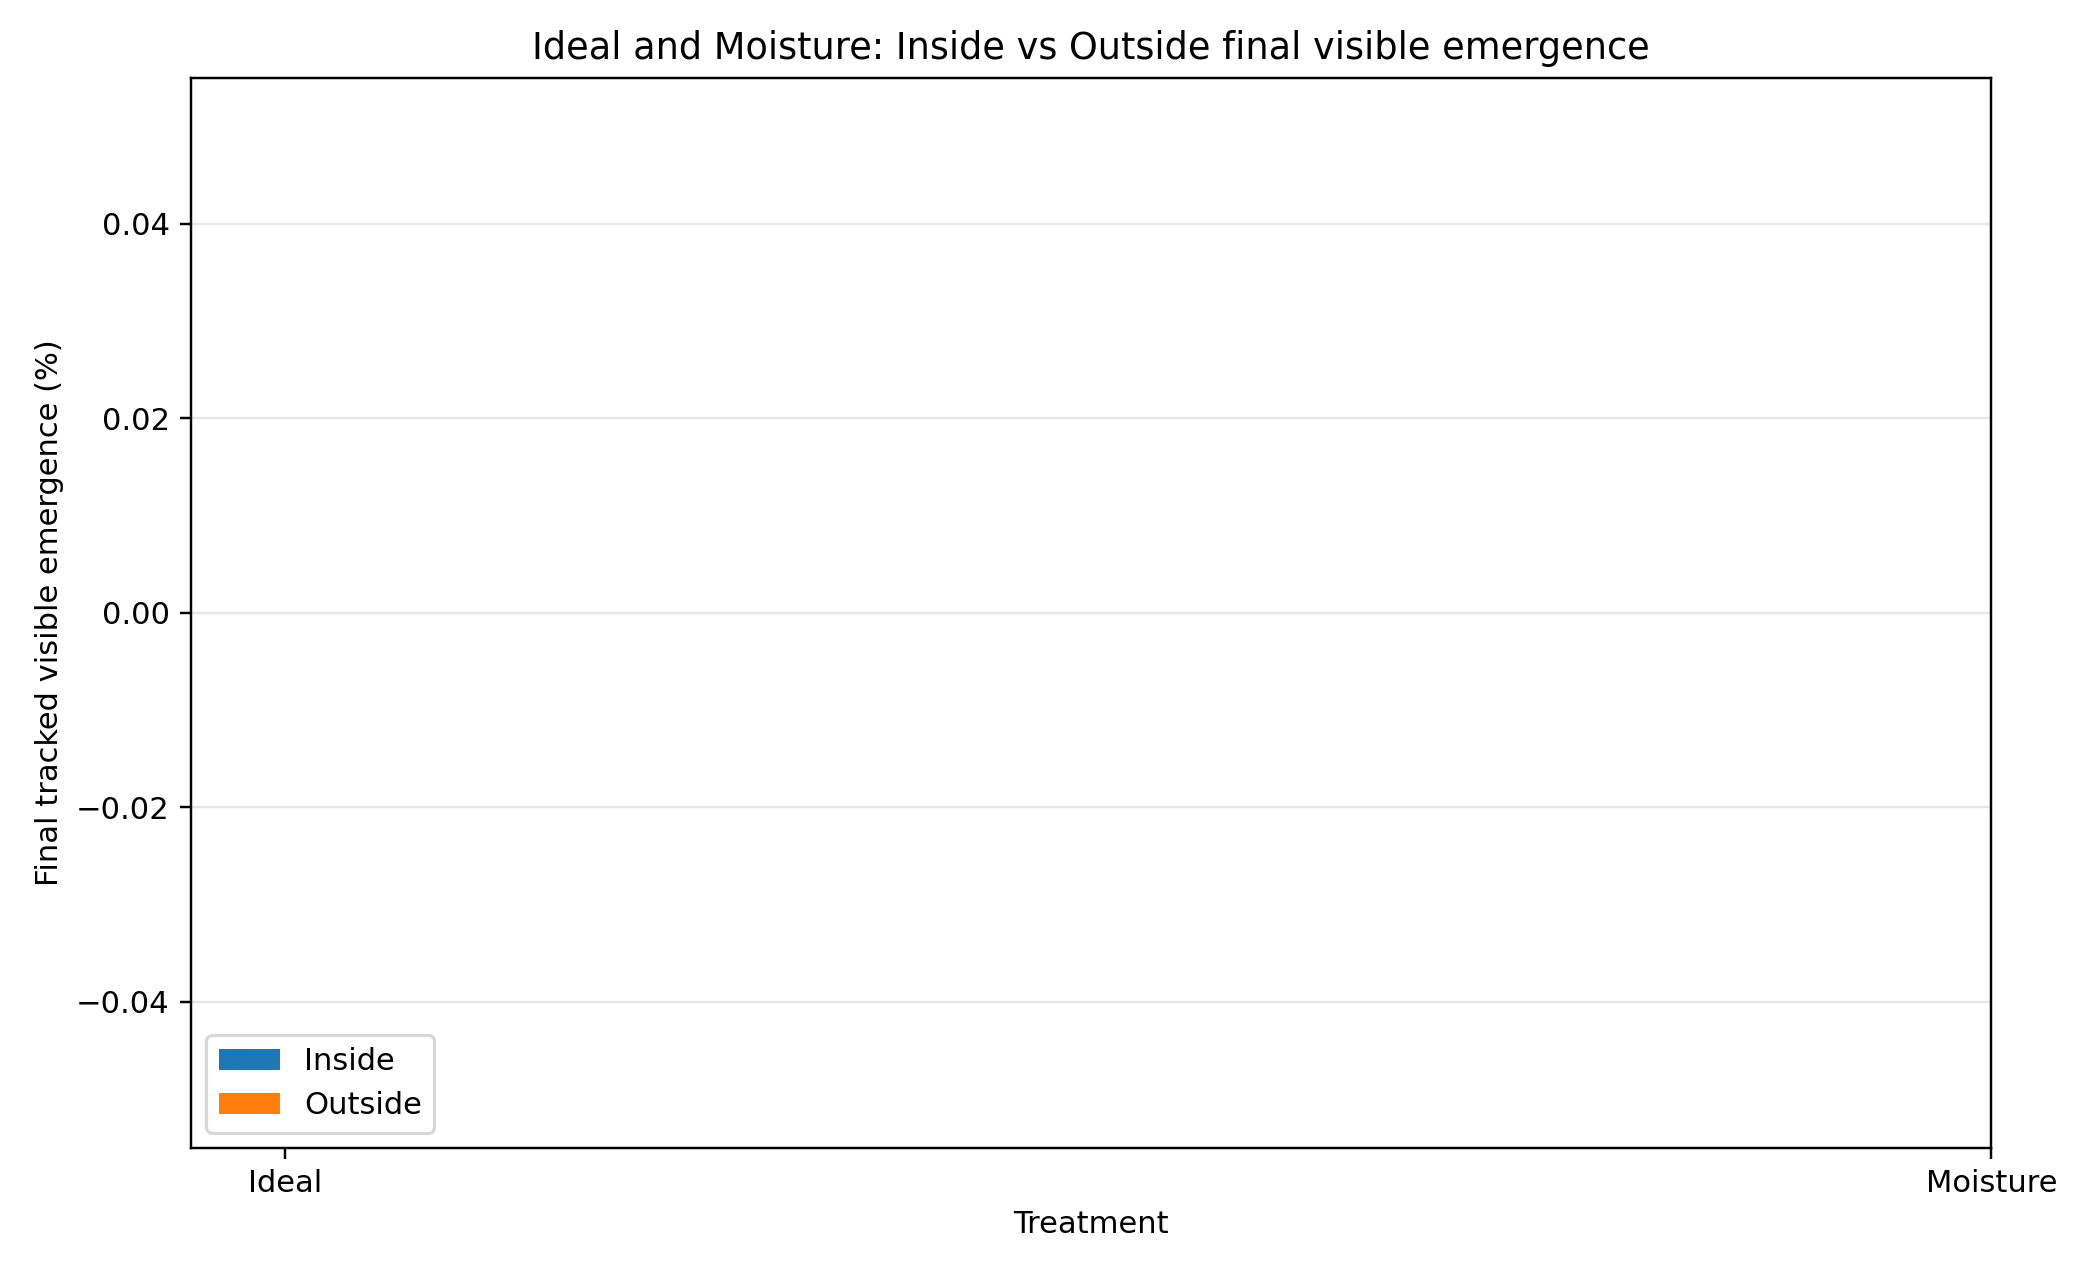 Ideal and Moisture: Inside vs Outside final visible emergence
Final tracked visible emergence (%)
0.04
0.02
0.00
−0.02
−0.04
Inside
Outside
Ideal
Moisture
Treatment